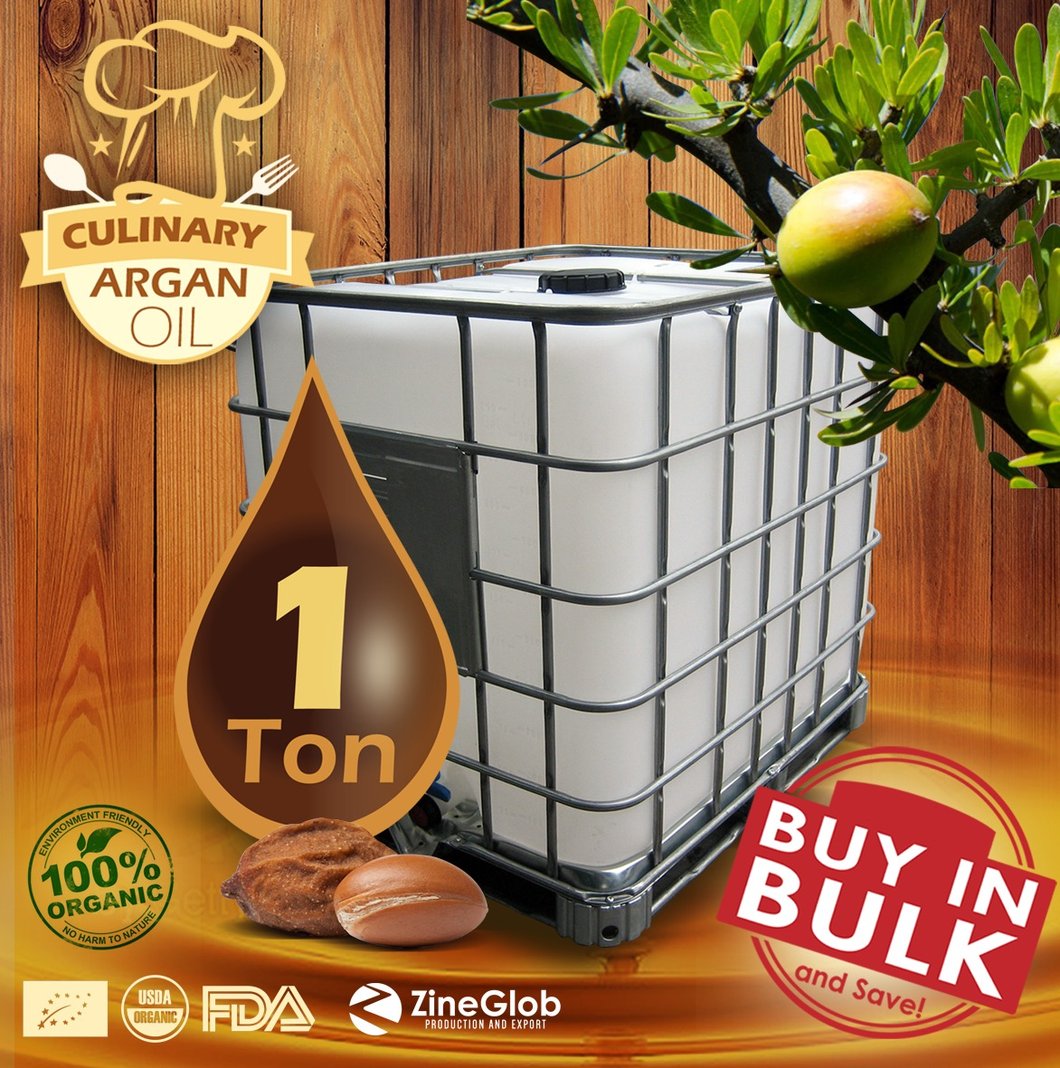 CULINARY
ARGAN
OIL
1
Ton
ENVIRONMENT FRIENDLY
100%
ORGANIC
NO HARM TO NATURE
BUY IN
BULK
and Save!
USDA
ORGANIC
FDA
ZineGlob
PRODUCTION AND EXPORT